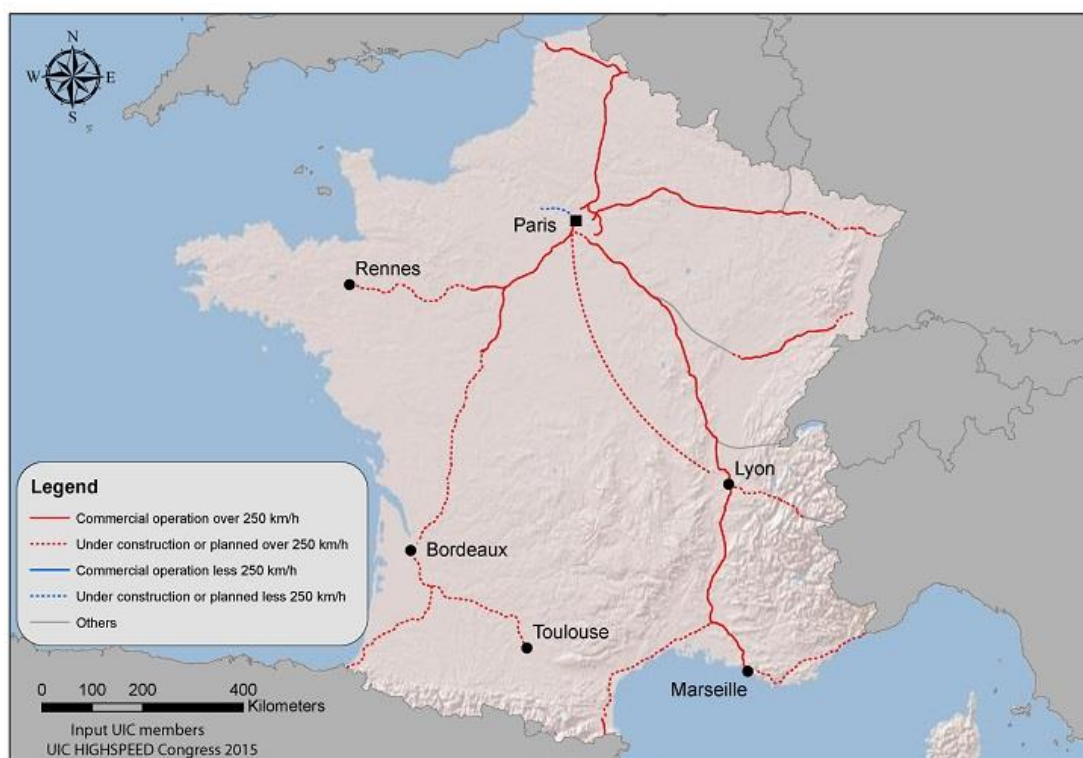 N
W E
S
Paris
Rennes
Lyon
Legend
Commercial operation over 250 km/h
Under construction or planned over 250 km/h
Commercial operation less 250 km/h
Under construction or planned less 250 km/h
Others
Bordeaux
Toulouse
Marseille
0 100 200 400
Kilometers
Input UIC members
UIC HIGHSPEED Congress 2015